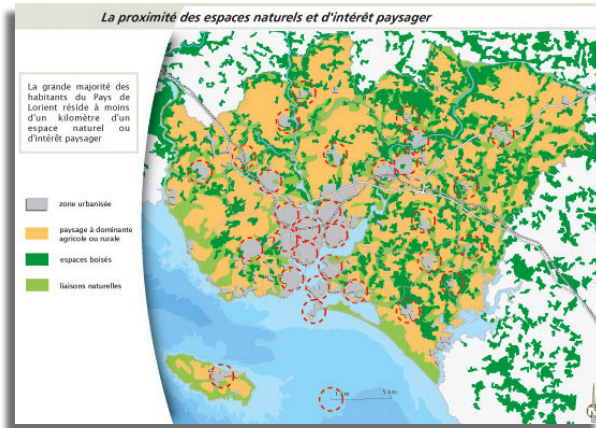 La proximité des espaces naturels et d'intérêt paysager
La grande majorité des
habitants du Pays de
Lorient réside à moins
d'un kilomètre d'un
espace naturel ou
d'intérêt paysager
zone urbanisée
paysage à dominante
agricole ou rurale
espaces boisés
liaisons naturelles
1 km
5 km